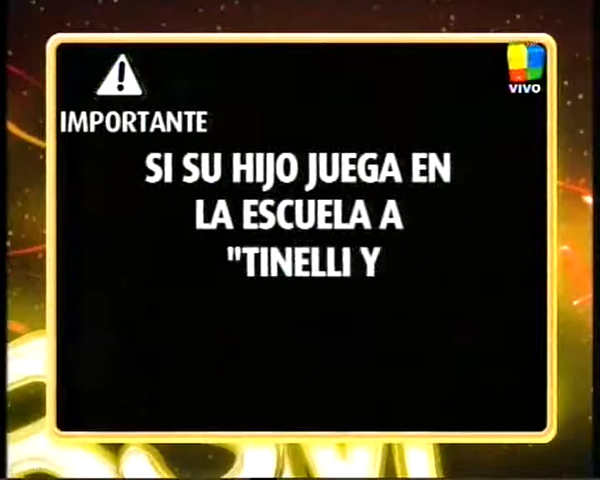 VIVO
IMPORTANTE
SI SU HIJO JUEGA EN
LA ESCUELA A
"TINELLI Y